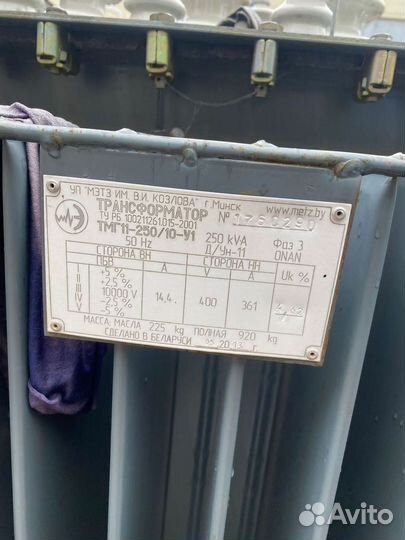 УП "МЭТЗ ИМ. В.И. КОЗЛОВА" г. Минск www.metz.by
ТРАНСФОРМАТОР № 1760290
ТУ РБ 100211261.015-2001
ТМГ11-250/10-У1 250 kVA Фаз 3
50 Hz Д/Ун-11 ONAN
СТОРОНА ВН СТОРОНА НН Uk %
ПБВ V A V A
I +5 %
II +2,5 %
III 10000 V 14,4 400 361
IV -2,5 %
V -5 %
МАССА: МАСЛА 225 kg ПОЛНАЯ 920 kg
СДЕЛАНО В БЕЛАРУСИ 2013 г.
Avito